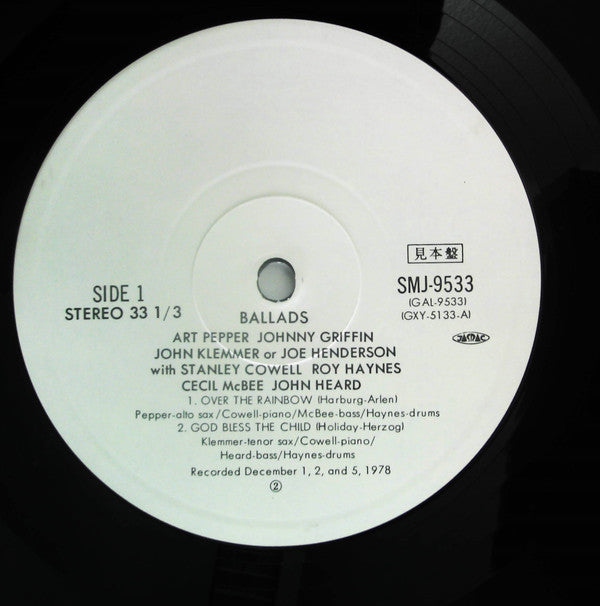 見本盤
SIDE 1
SMJ-9533
STEREO 33 1/3
(GAL-9533)
(GXY-5133-A)
JASRAC
BALLADS
ART PEPPER JOHNNY GRIFFIN
JOHN KLEMMER or JOE HENDERSON
with STANLEY COWELL ROY HAYNES
CECIL McBEE JOHN HEARD
1. OVER THE RAINBOW (Harburg-Arlen)
Pepper-alto sax/Cowell-piano/McBee-bass/Haynes-drums
2. GOD BLESS THE CHILD (Holiday-Herzog)
Klemmer-tenor sax/Cowell-piano/
Heard-bass/Haynes-drums
Recorded December 1, 2, and 5, 1978
②